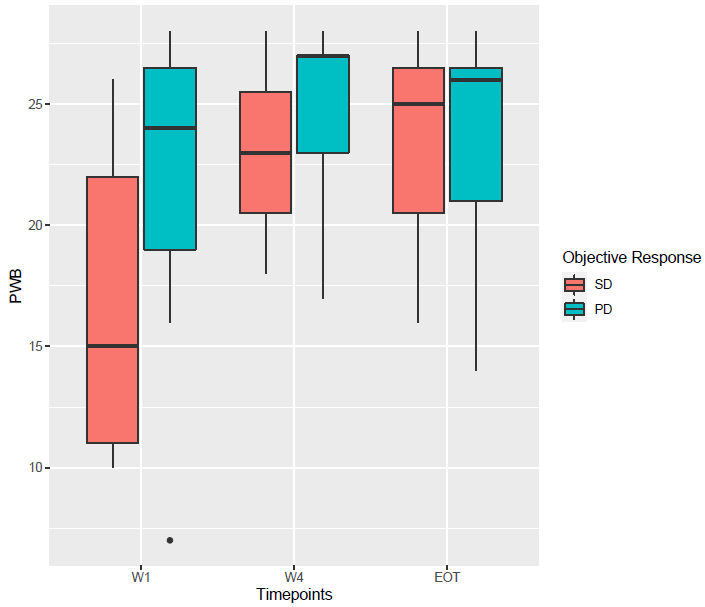 PWB
25
20
15
10
W1 W4 EOT
Timepoints
Objective Response
SD
PD